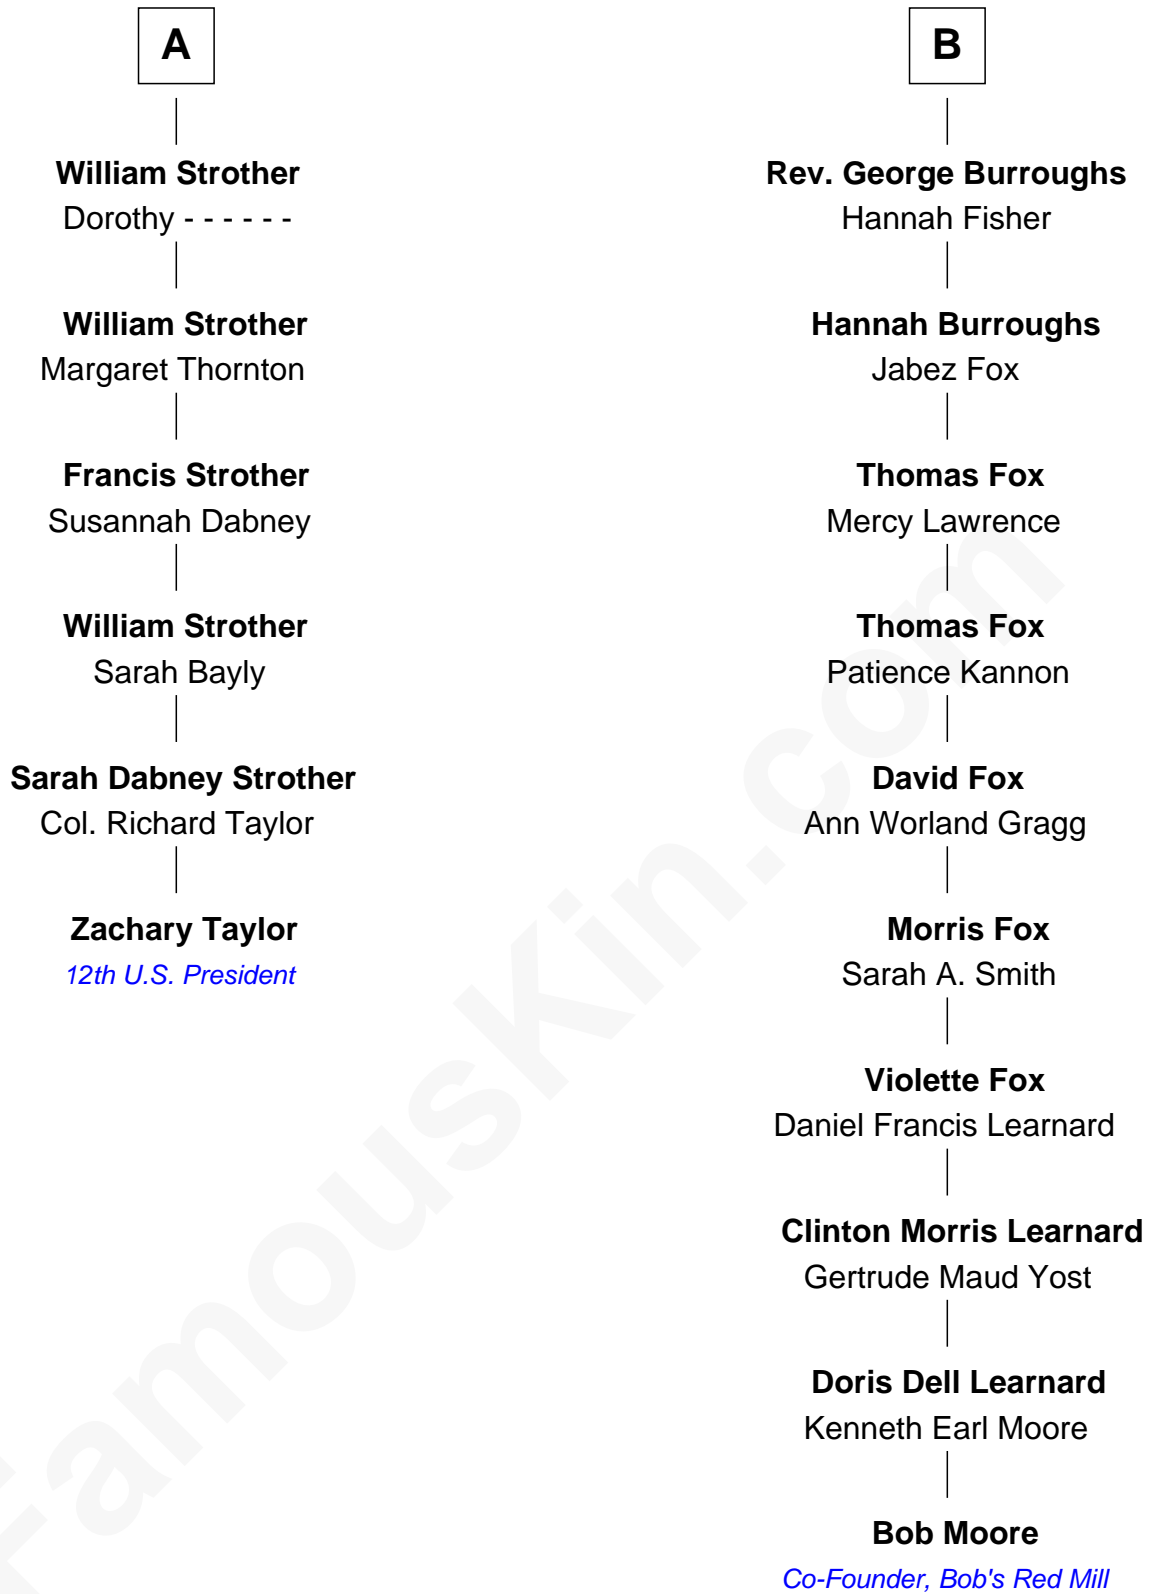 A
William Strother
Dorothy - - - - - -
William Strother
Margaret Thornton
Francis Strother
Susannah Dabney
William Strother
Sarah Bayly
Sarah Dabney Strother
Col. Richard Taylor
Zachary Taylor
12th U.S. President
B
Rev. George Burroughs
Hannah Fisher
Hannah Burroughs
Jabez Fox
Thomas Fox
Mercy Lawrence
Thomas Fox
Patience Kannon
David Fox
Ann Worland Gragg
Morris Fox
Sarah A. Smith
Violette Fox
Daniel Francis Learnard
Clinton Morris Learnard
Gertrude Maud Yost
Doris Dell Learnard
Kenneth Earl Moore
Bob Moore
Co-Founder, Bob's Red Mill
FamousKin.com